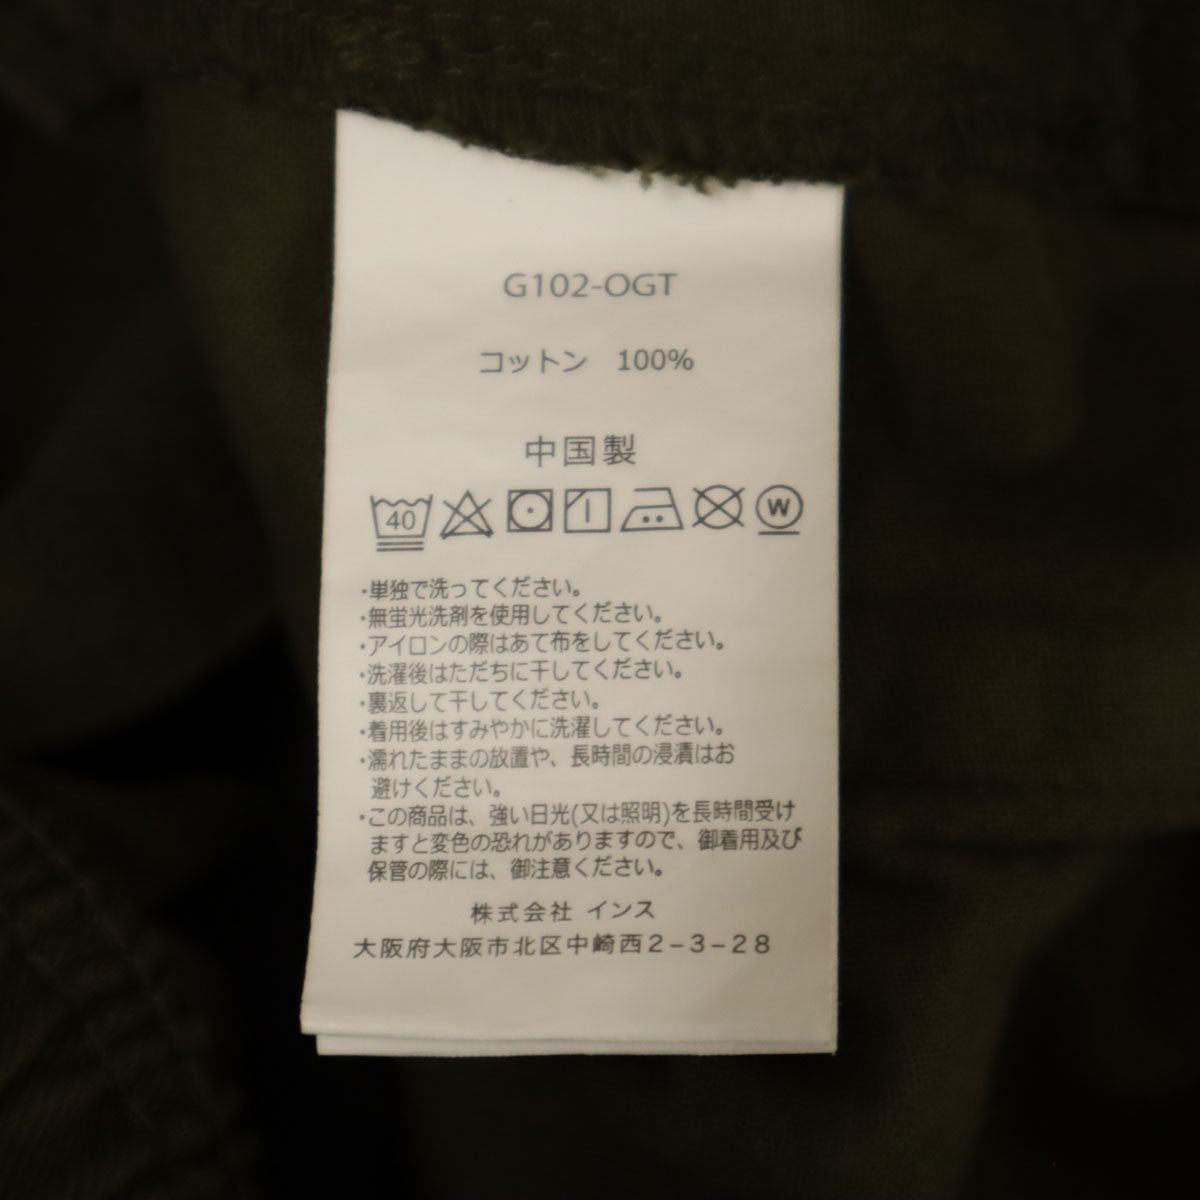 G102-OGT
コットン 100%
中国製
40 W
・単独で洗ってください。
・無蛍光洗剤を使用してください。
・アイロンの際はあて布をしてください。
・洗濯後はただちに干してください。
・裏返して干してください。
・着用後はすみやかに洗濯してください。
・濡れたままの放置や、長時間の浸漬はお
避けください。
・この商品は、強い日光(又は照明)を長時間受け
ますと変色の恐れがありますので、御着用及び
保管の際には、御注意ください。
株式会社 インス
大阪府大阪市北区中崎西2-3-28